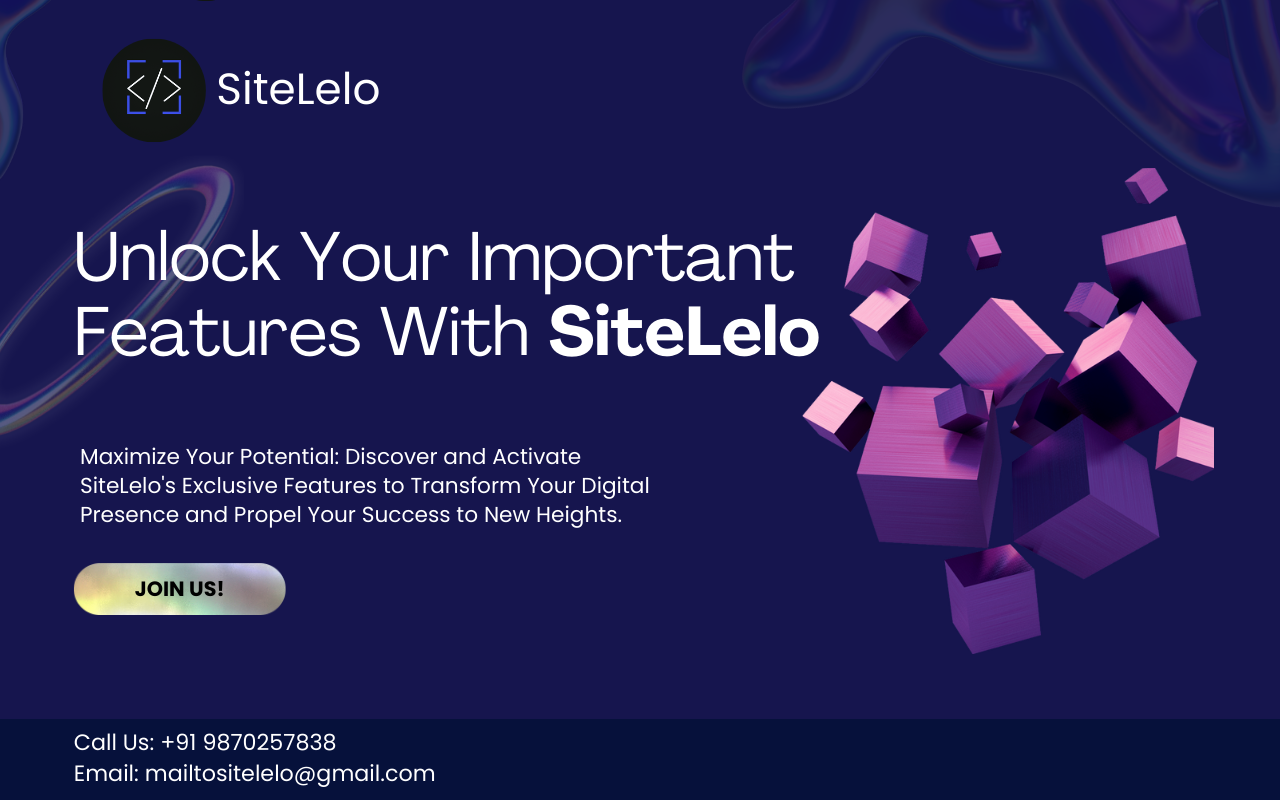 </>
SiteLelo
Unlock Your Important
Features With SiteLelo
Maximize Your Potential: Discover and Activate
SiteLelo's Exclusive Features to Transform Your Digital
Presence and Propel Your Success to New Heights.
JOIN US!
Call Us: +91 9870257838
Email: mailtositelelo@gmail.com